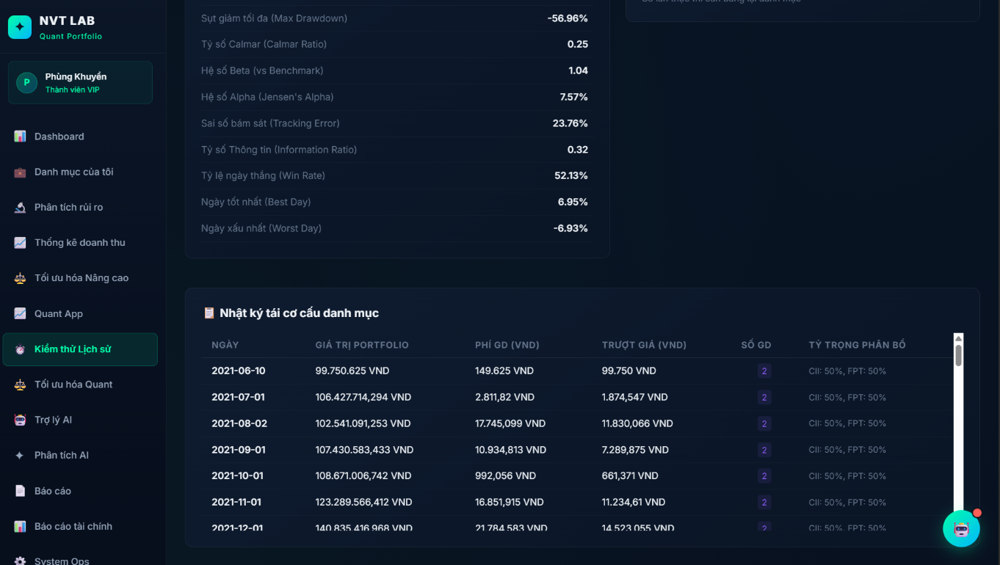 NVT LAB
Quant Portfolio
P
Phùng Khuyển
Thành viên VIP
Dashboard
Danh mục của tôi
Phân tích rủi ro
Thống kê doanh thu
Tối ưu hóa Nâng cao
Quant App
Kiểm thử Lịch sử
Tối ưu hóa Quant
Trợ lý AI
Phân tích AI
Báo cáo
Báo cáo tài chính
System Ops
Sụt giảm tối đa (Max Drawdown) -56.96%
Tỷ số Calmar (Calmar Ratio) 0.25
Hệ số Beta (vs Benchmark) 1.04
Hệ số Alpha (Jensen's Alpha) 7.57%
Sai số bám sát (Tracking Error) 23.76%
Tỷ số Thông tin (Information Ratio) 0.32
Tỷ lệ ngày thắng (Win Rate) 52.13%
Ngày tốt nhất (Best Day) 6.95%
Ngày xấu nhất (Worst Day) -6.93%
Nhật ký tái cơ cấu danh mục
NGÀY GIÁ TRỊ PORTFOLIO PHÍ GD (VND) TRƯỢT GIÁ (VND) SỐ GD TỶ TRỌNG PHÂN BỔ
2021-06-10 99.750.625 VND 149.625 VND 99.750 VND 2 CII: 50%, FPT: 50%
2021-07-01 106.427.714,294 VND 2.811,82 VND 1.874,547 VND 2 CII: 50%, FPT: 50%
2021-08-02 102.541.091,253 VND 17.745,099 VND 11.830,066 VND 2 CII: 50%, FPT: 50%
2021-09-01 107.430.583,433 VND 10.934,813 VND 7.289,875 VND 2 CII: 50%, FPT: 50%
2021-10-01 108.671.006,742 VND 992,056 VND 661,371 VND 2 CII: 50%, FPT: 50%
2021-11-01 123.289.566,412 VND 16.851,915 VND 11.234,61 VND 2 CII: 50%, FPT: 50%
2021-12-01 140.835.416,968 VND 21.784,583 VND 14.523,055 VND 2 CII: 50%, FPT: 50%